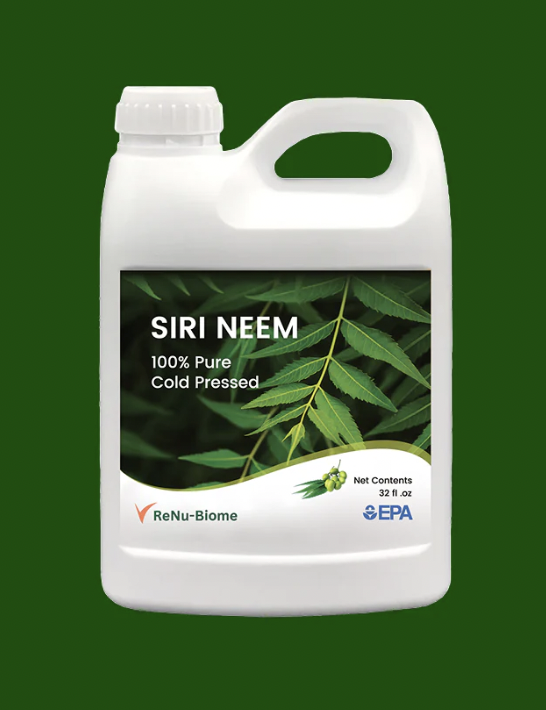 SIRI NEEM
100% Pure
Cold Pressed
Net Contents
32 fl .oz
ReNu-Biome
EPA